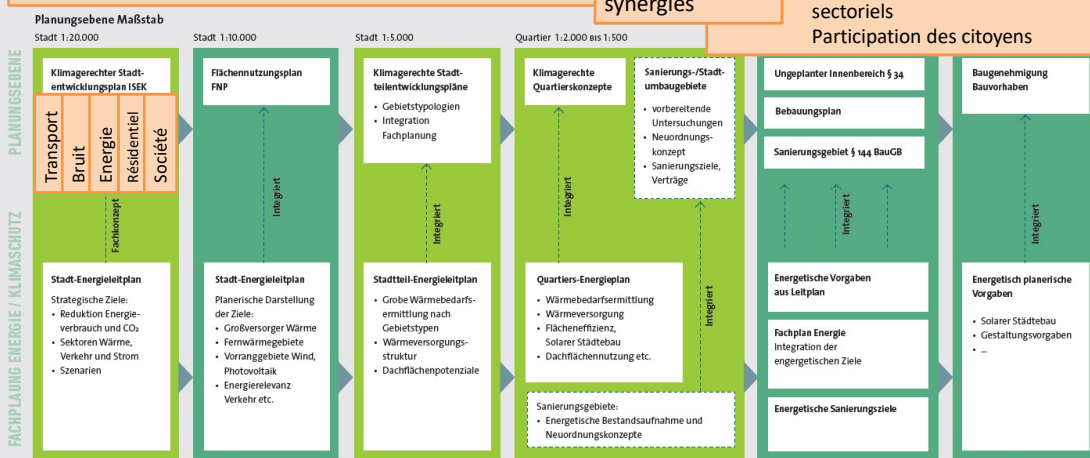 synergies
sectoriels
Participation des citoyens
Planungsebene Maßstab
Stadt 1:20.000
Stadt 1:10.000
Stadt 1:5.000
Quartier 1:2.000 BIS 1:500
PLANUNGSEBENE
Klimagerechter Stadt-
entwicklungsplan ISEK
Transport
Bruit
Energie
Résidentiel
Société
Flächennutzungsplan
FNP
Klimagerechte Stadt-
teilentwicklungspläne
• Gebietstypologien
• Integration
Fachplanung
Klimagerechte
Quartierskonzepte
Sanierungs-/Stadt-
umbaugebiete
• vorbereitende
Untersuchungen
• Neuordnungs-
konzept
• Sanierungsziele,
Verträge
Ungeplanter Innenbereich § 34
Bebauungsplan
Sanierungsgebiet § 144 BauGB
Baugenehmigung
Bauvorhaben
Fachkonzept
Integriert
Integriert
Integriert
Integriert
Integriert
Integriert
FACHPLAUNG ENERGIE / KLIMASCHUTZ
Stadt-Energieleitplan
Strategische Ziele:
• Reduktion Energie-
verbrauch und CO₂
• Sektoren Wärme,
Verkehr und Strom
• Szenarien
Stadt-Energieleitplan
Planerische Darstellung
der Ziele:
• Großversorger Wärme
• Fernwärmegebiete
• Vorranggebiete Wind,
Photovoltaik
• Energierelevanz
Verkehr etc.
Stadtteil-Energieleitplan
• Grobe Wärmebedarfs-
ermittlung nach
Gebietstypen
• Wärmeversorgungs-
struktur
• Dachflächenpotenziale
Quartiers-Energieplan
• Wärmebedarfsermittlung
• Wärmeversorgung
• Flächeneffizienz,
Solarer Städtebau
• Dachflächennutzung etc.
Sanierungsgebiete:
• Energetische Bestandsaufnahme und
Neuordnungskonzepte
Energetische Vorgaben
aus Leitplan
Fachplan Energie
Integration der
engergetischen Ziele
Energetische Sanierungsziele
Energetisch planerische
Vorgaben
• Solarer Städtebau
• Gestaltungsvorgaben
• ...